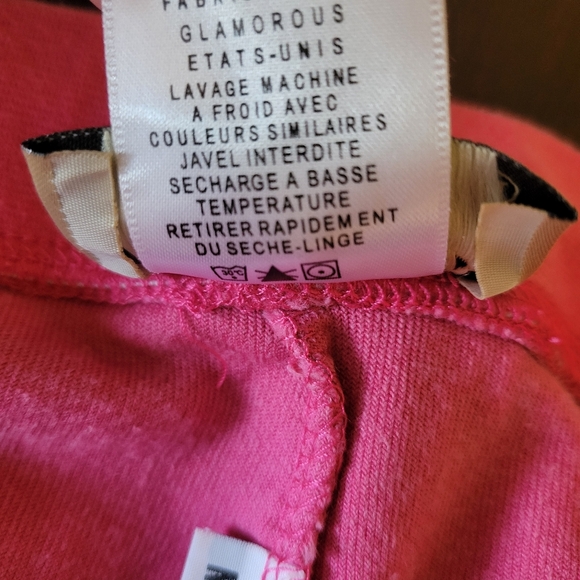 GLAMOROUS
ETATS-UNIS
LAVAGE MACHINE
A FROID AVEC
COULEURS SIMILAIRES
JAVEL INTERDITE
SECHARGE A BASSE
TEMPERATURE
RETIRER RAPIDEMENT
DU SECHE-LINGE
30°C